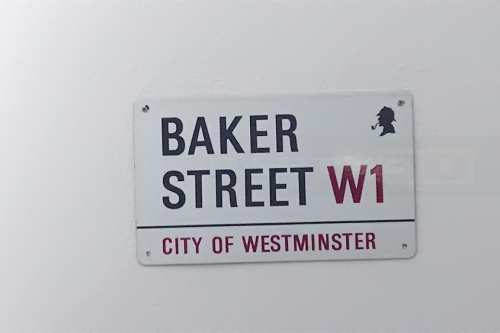 BAKER
STREET W1
CITY OF WESTMINSTER